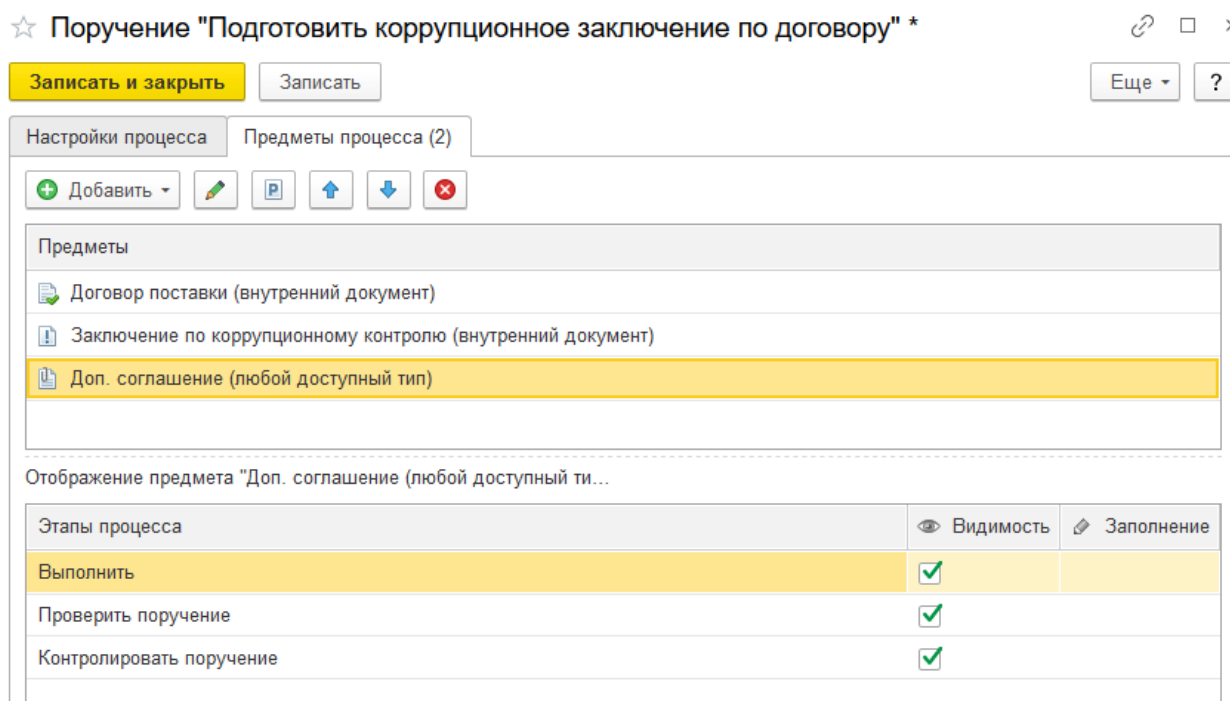 Поручение "Подготовить коррупционное заключение по договору" *
Записать и закрыть Записать Еще ?
Настройки процесса Предметы процесса (2)
Добавить
Предметы
Договор поставки (внутренний документ)
Заключение по коррупционному контролю (внутренний документ)
Доп. соглашение (любой доступный тип)
Отображение предмета "Доп. соглашение (любой доступный ти...
Этапы процесса Видимость Заполнение
Выполнить
Проверить поручение
Контролировать поручение